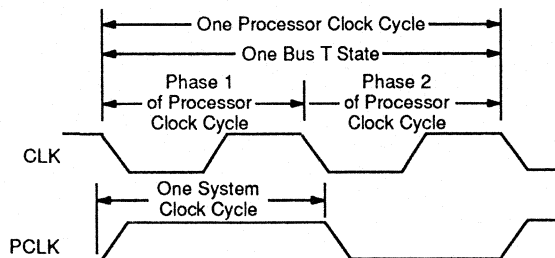 One Processor Clock Cycle
One Bus T State
Phase 1
of Processor
Clock Cycle
Phase 2
of Processor
Clock Cycle
CLK
One System
Clock Cycle
PCLK